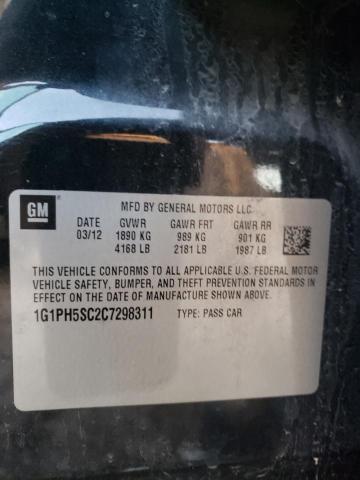 GM
MFD BY GENERAL MOTORS LLC
DATE GVWR GAWR FRT GAWR RR
03/12 1890 KG 989 KG 901 KG
4168 LB 2181 LB 1987 LB
THIS VEHICLE CONFORMS TO ALL APPLICABLE U.S. FEDERAL MOTOR
VEHICLE SAFETY, BUMPER, AND THEFT PREVENTION STANDARDS
IN EFFECT ON THE DATE OF MANUFACTURE SHOWN ABOVE.
1G1PH5SC2C7298311 TYPE: PASS CAR